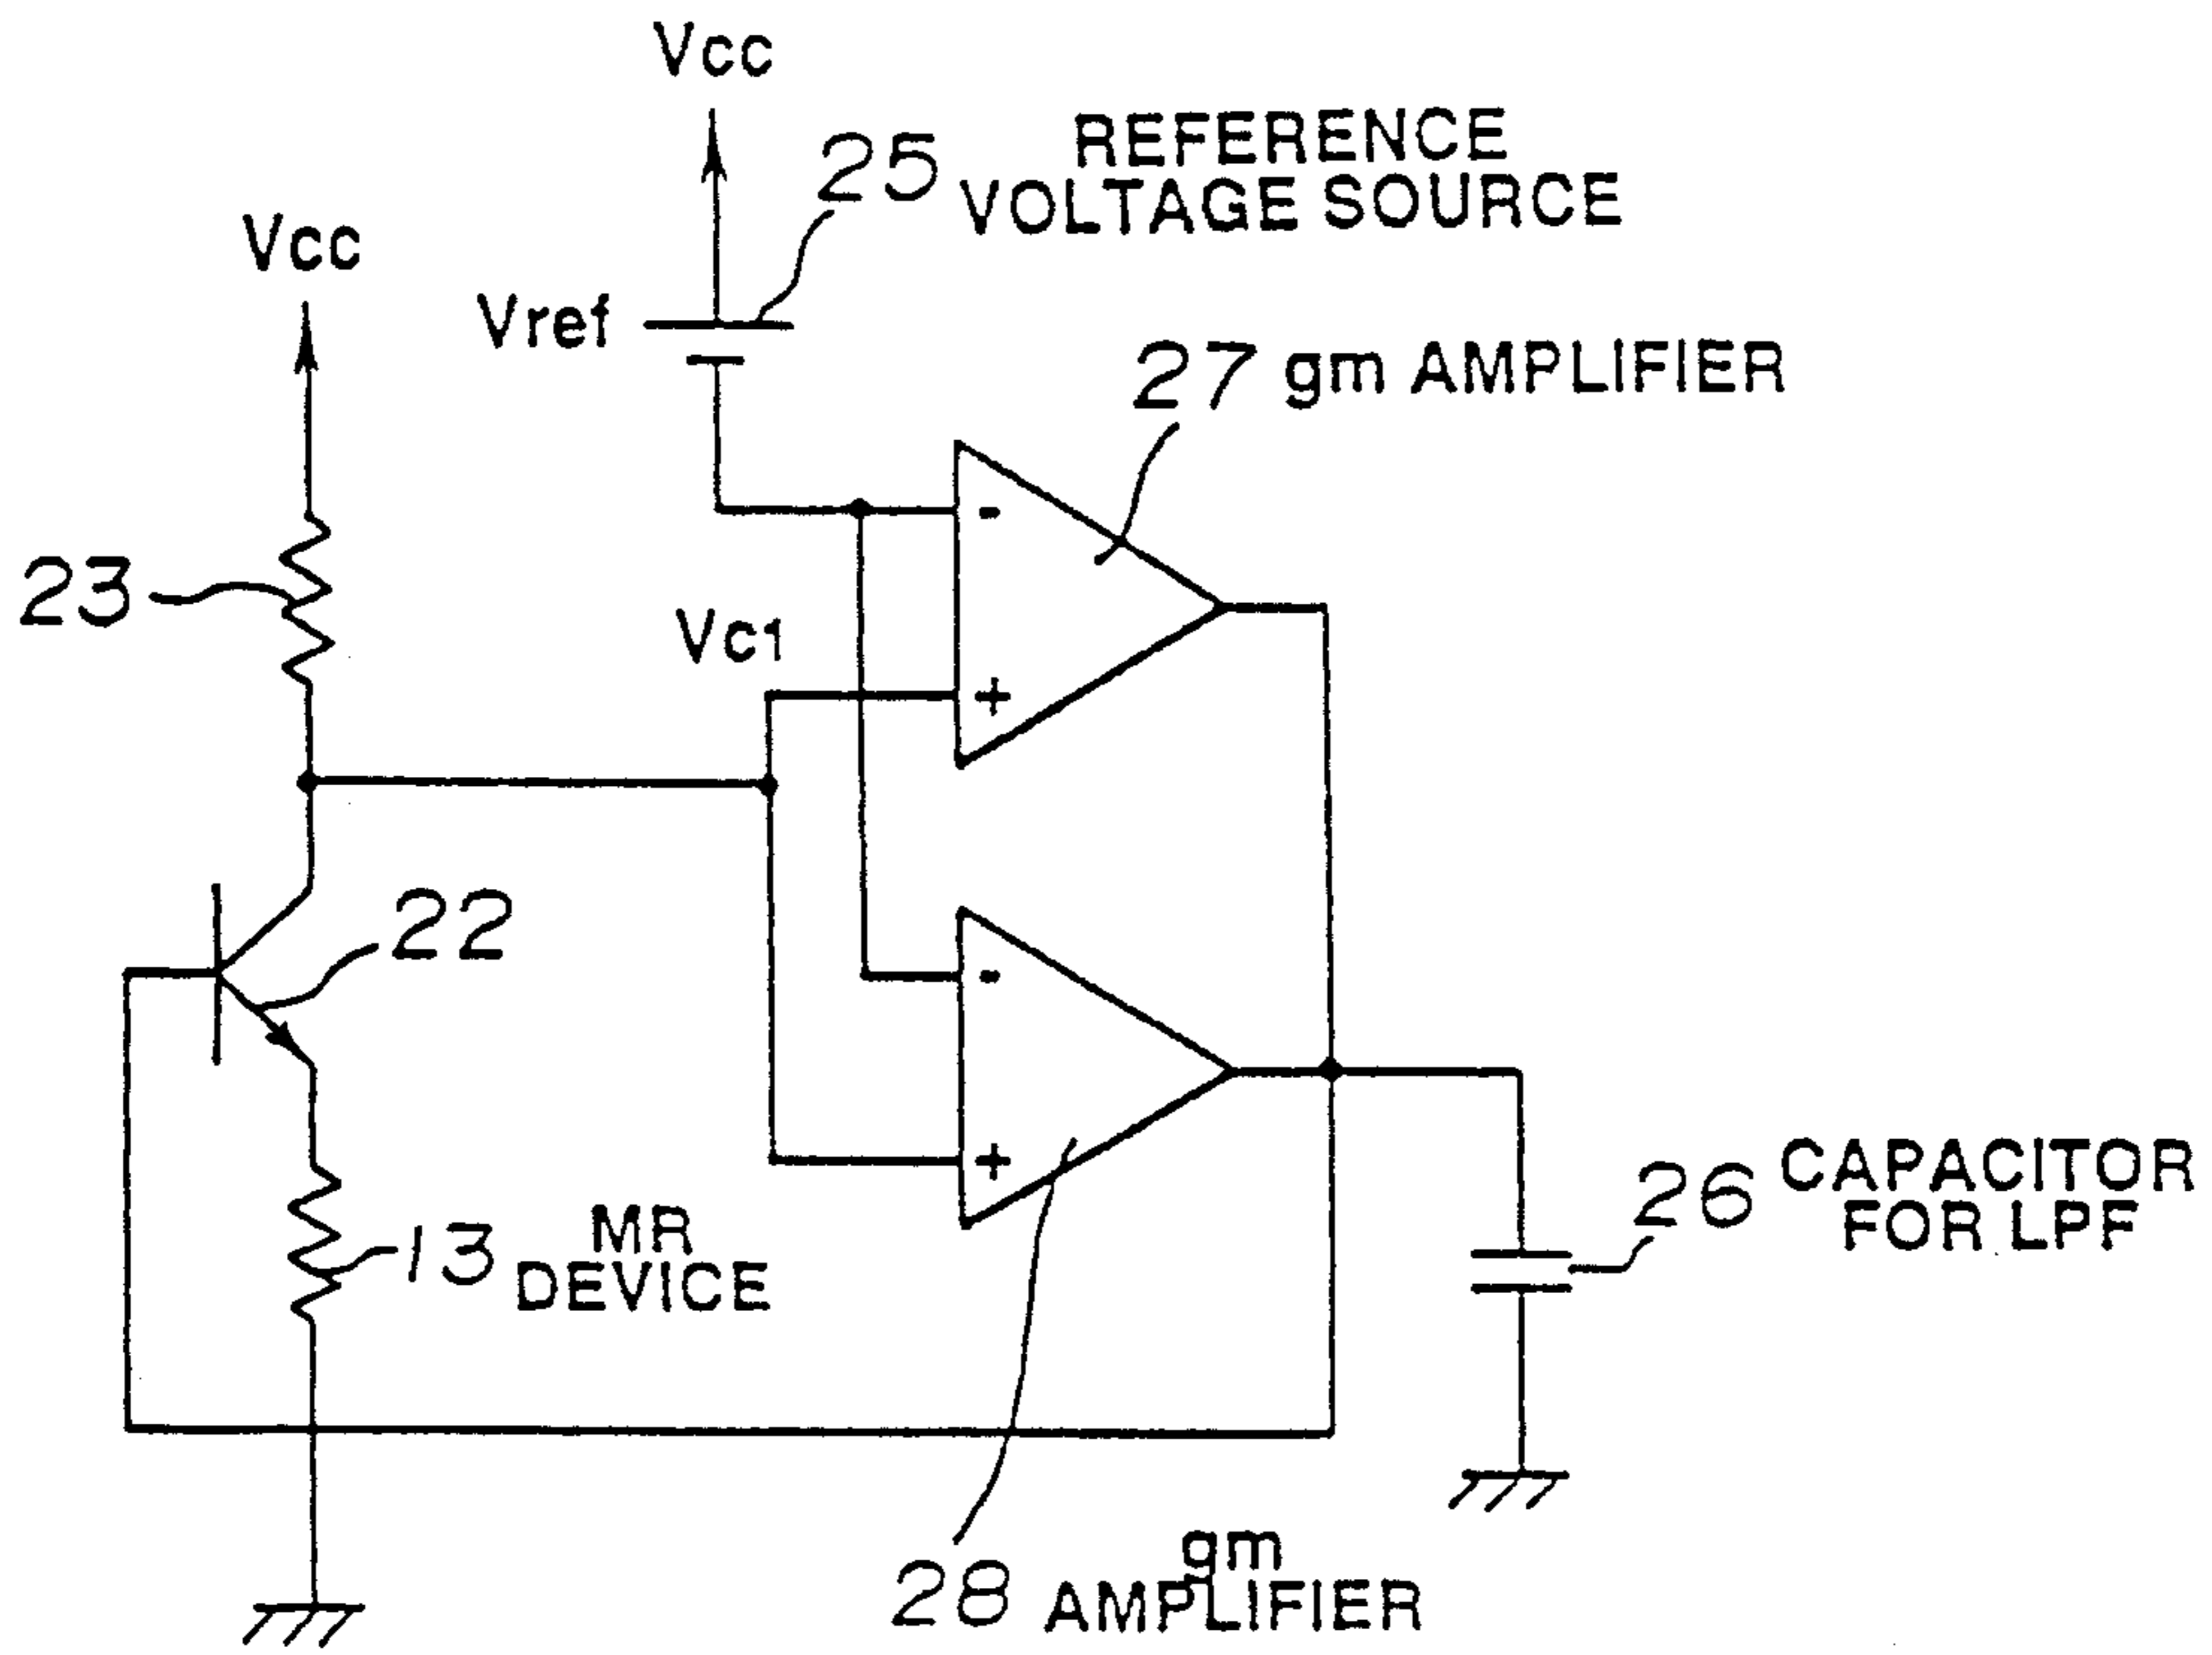 Vcc
25 REFERENCE
VOLTAGE SOURCE
Vcc
Vref
27 gm AMPLIFIER
-
23
Vc1
+
22
-
+
26 CAPACITOR
FOR LPF
13 MR
DEVICE
28 gm
AMPLIFIER